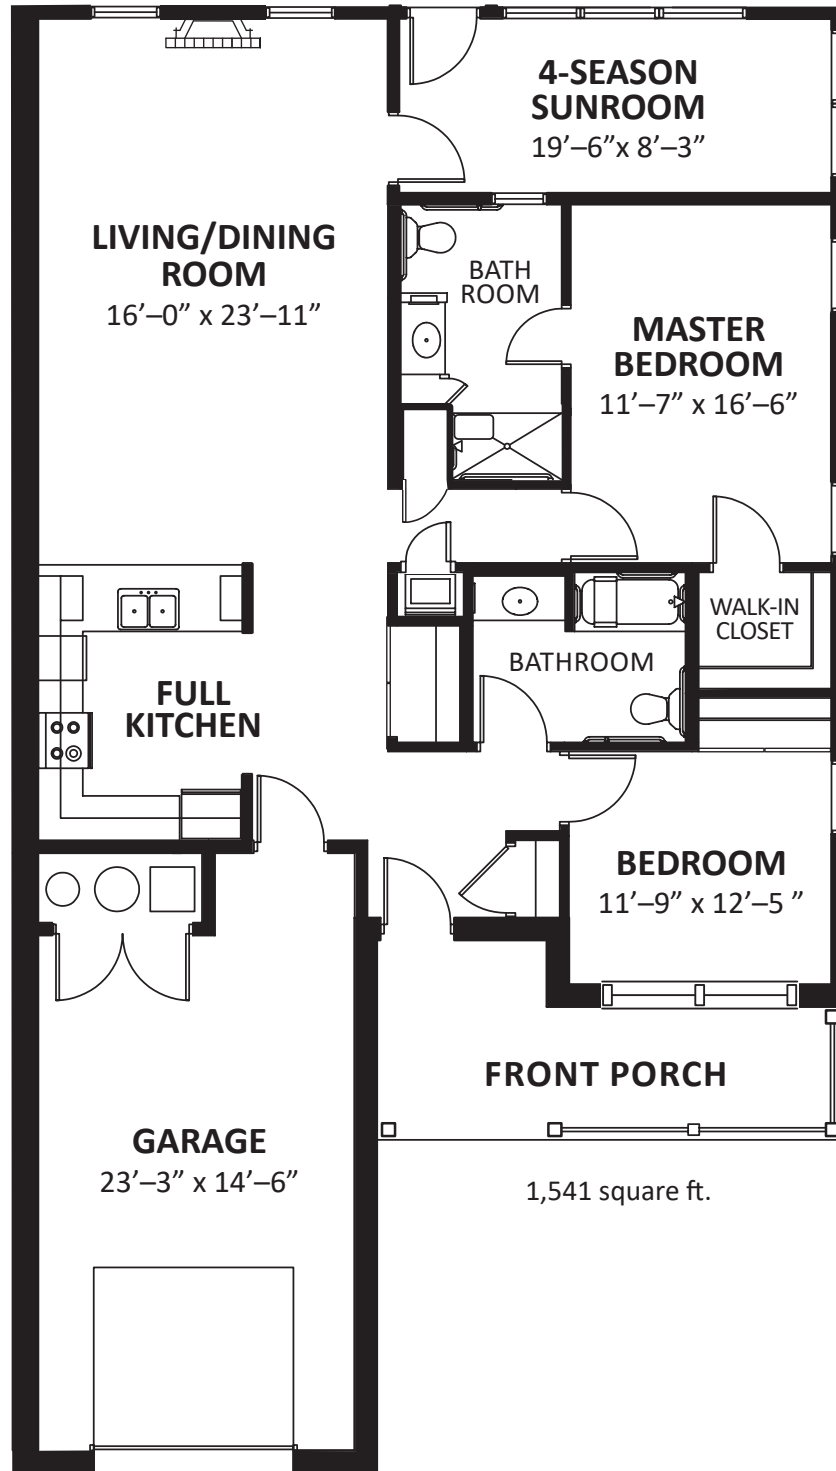 4-SEASON
SUNROOM
19’–6”x 8’–3”
LIVING/DINING
ROOM
16’–0” x 23’–11”
BATH
ROOM
MASTER
BEDROOM
11’–7” x 16’–6”
WALK-IN
CLOSET
BATHROOM
FULL
KITCHEN
BEDROOM
11’–9” x 12’–5 ”
FRONT PORCH
GARAGE
23’–3” x 14’–6”
1,541 square ft.